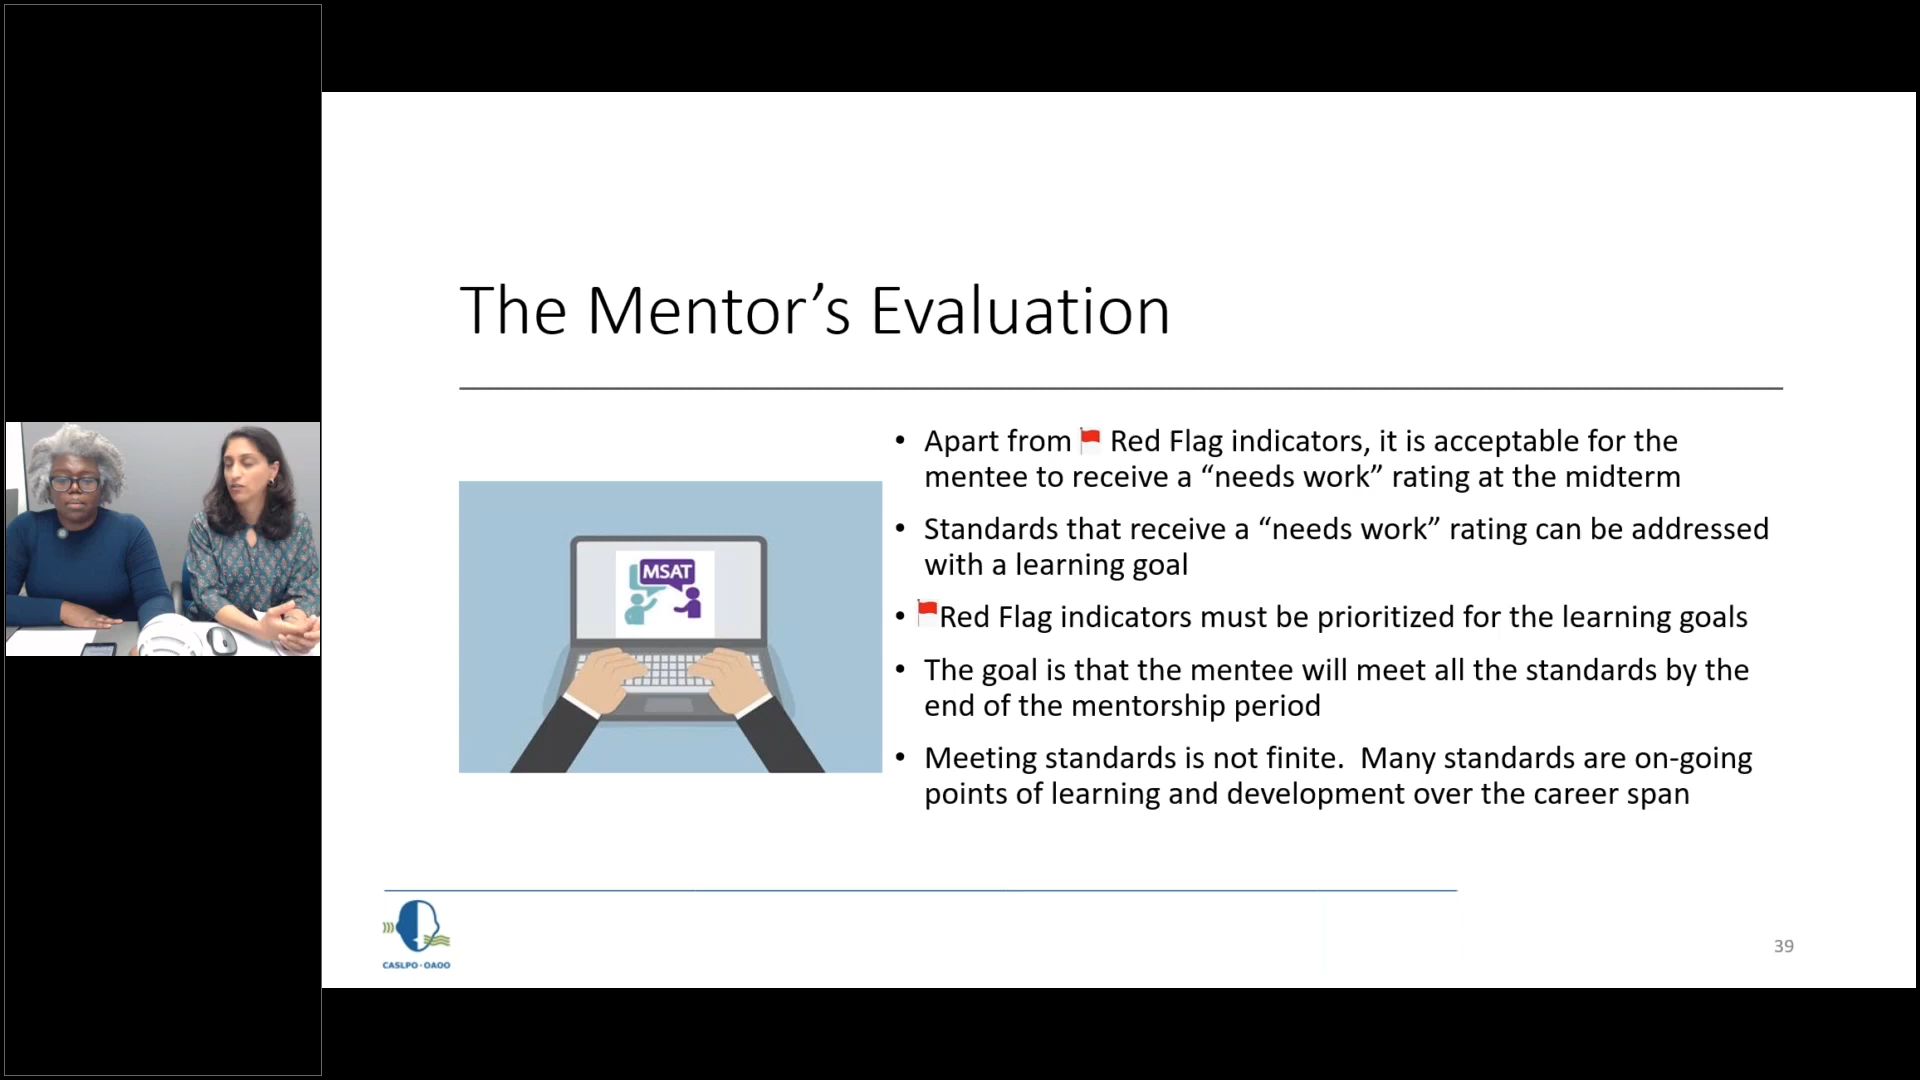 The Mentor’s Evaluation
• Apart from Red Flag indicators, it is acceptable for the
mentee to receive a “needs work” rating at the midterm
• Standards that receive a “needs work” rating can be addressed
with a learning goal
• Red Flag indicators must be prioritized for the learning goals
• The goal is that the mentee will meet all the standards by the
end of the mentorship period
• Meeting standards is not finite.  Many standards are on-going
points of learning and development over the career span
MSAT
CASLPO·OAOO
39